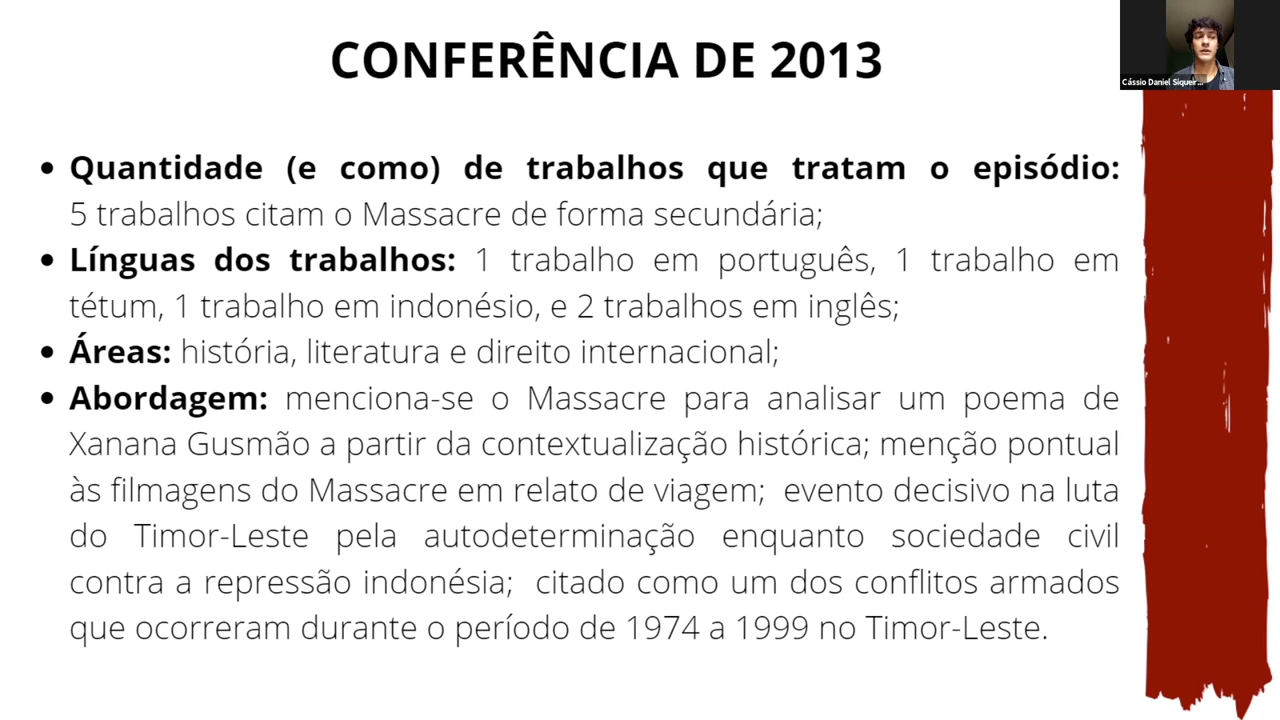 CONFERÊNCIA DE 2013
Cássio Daniel Siqueir...
• Quantidade (e como) de trabalhos que tratam o episódio:
5 trabalhos citam o Massacre de forma secundária;
• Línguas dos trabalhos: 1 trabalho em português, 1 trabalho em
tétum, 1 trabalho em indonésio, e 2 trabalhos em inglês;
• Áreas: história, literatura e direito internacional;
• Abordagem: menciona-se o Massacre para analisar um poema de
Xanana Gusmão a partir da contextualização histórica; menção pontual
às filmagens do Massacre em relato de viagem; evento decisivo na luta
do Timor-Leste pela autodeterminação enquanto sociedade civil
contra a repressão indonésia; citado como um dos conflitos armados
que ocorreram durante o período de 1974 a 1999 no Timor-Leste.